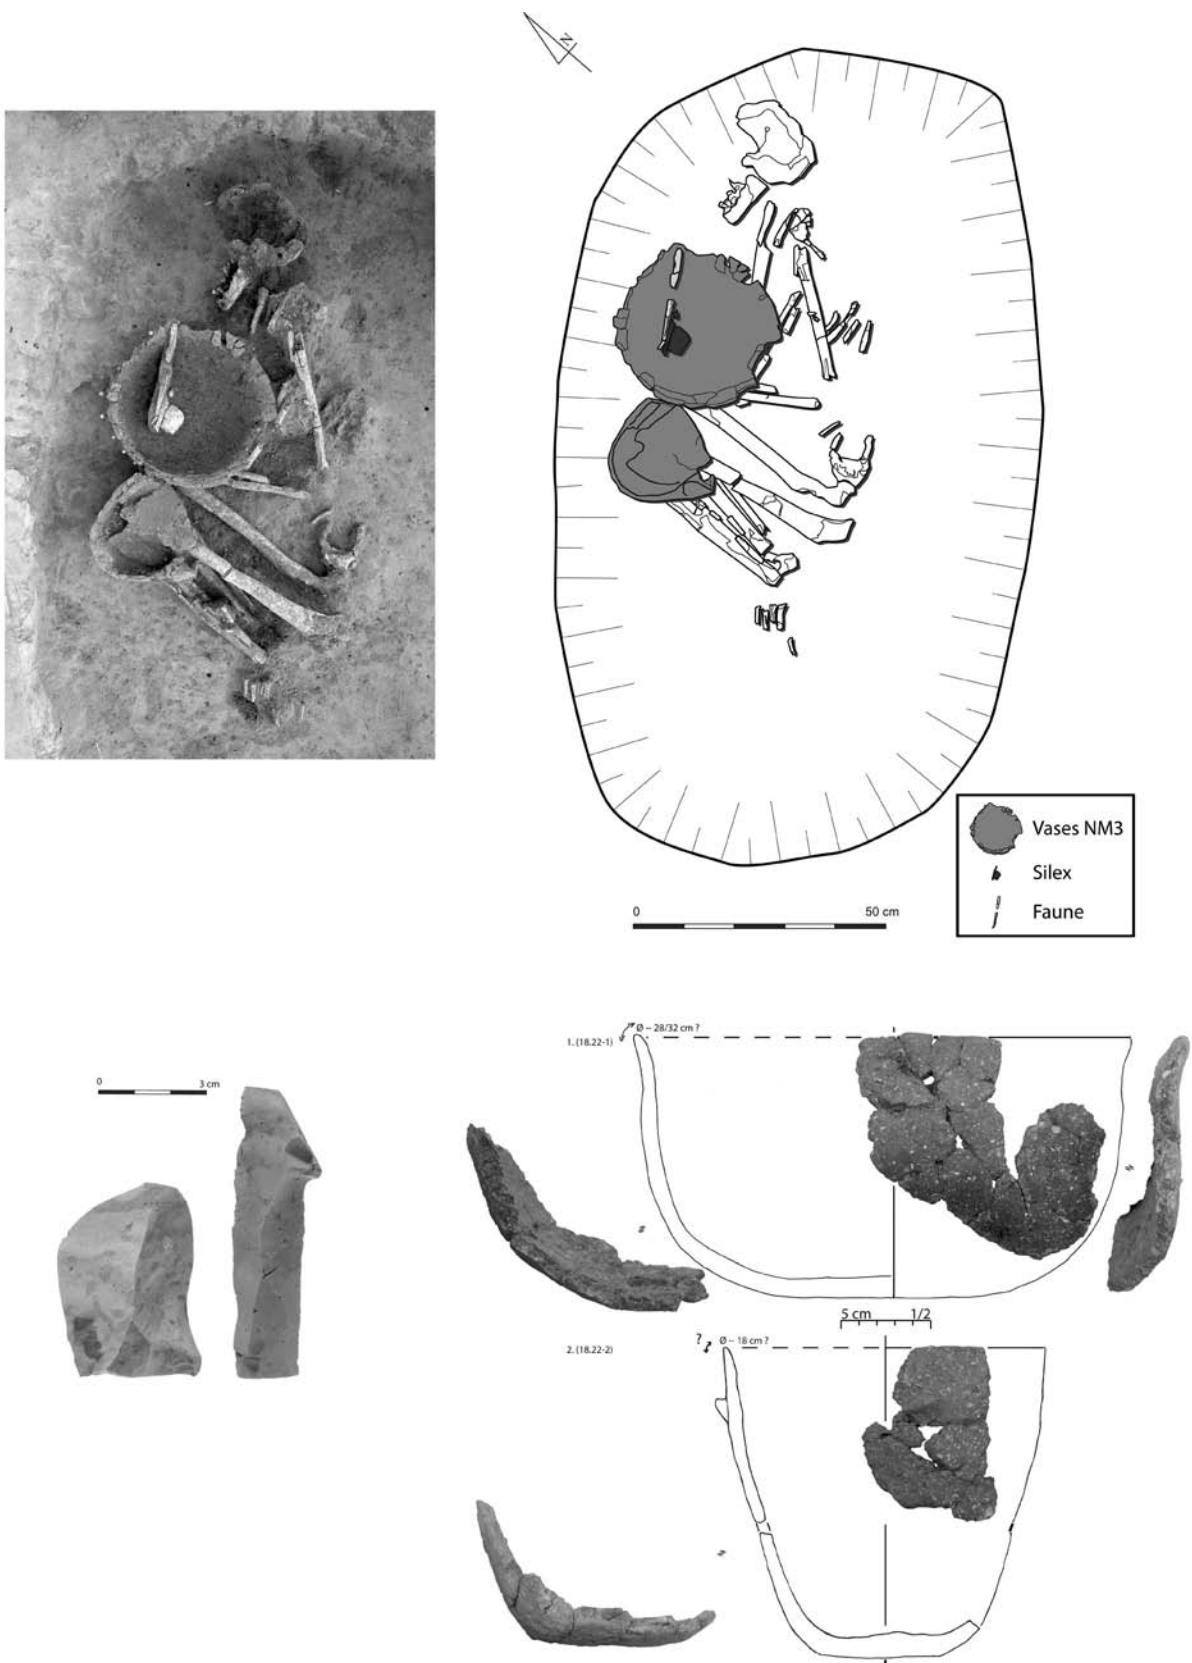 N
Vases NM3
Silex
Faune
0 50 cm
0 3 cm
1. (18.22-1)
Ø ~ 28/32 cm ?
5 cm 1/2
2. (18.22-2)
? Ø ~ 18 cm ?